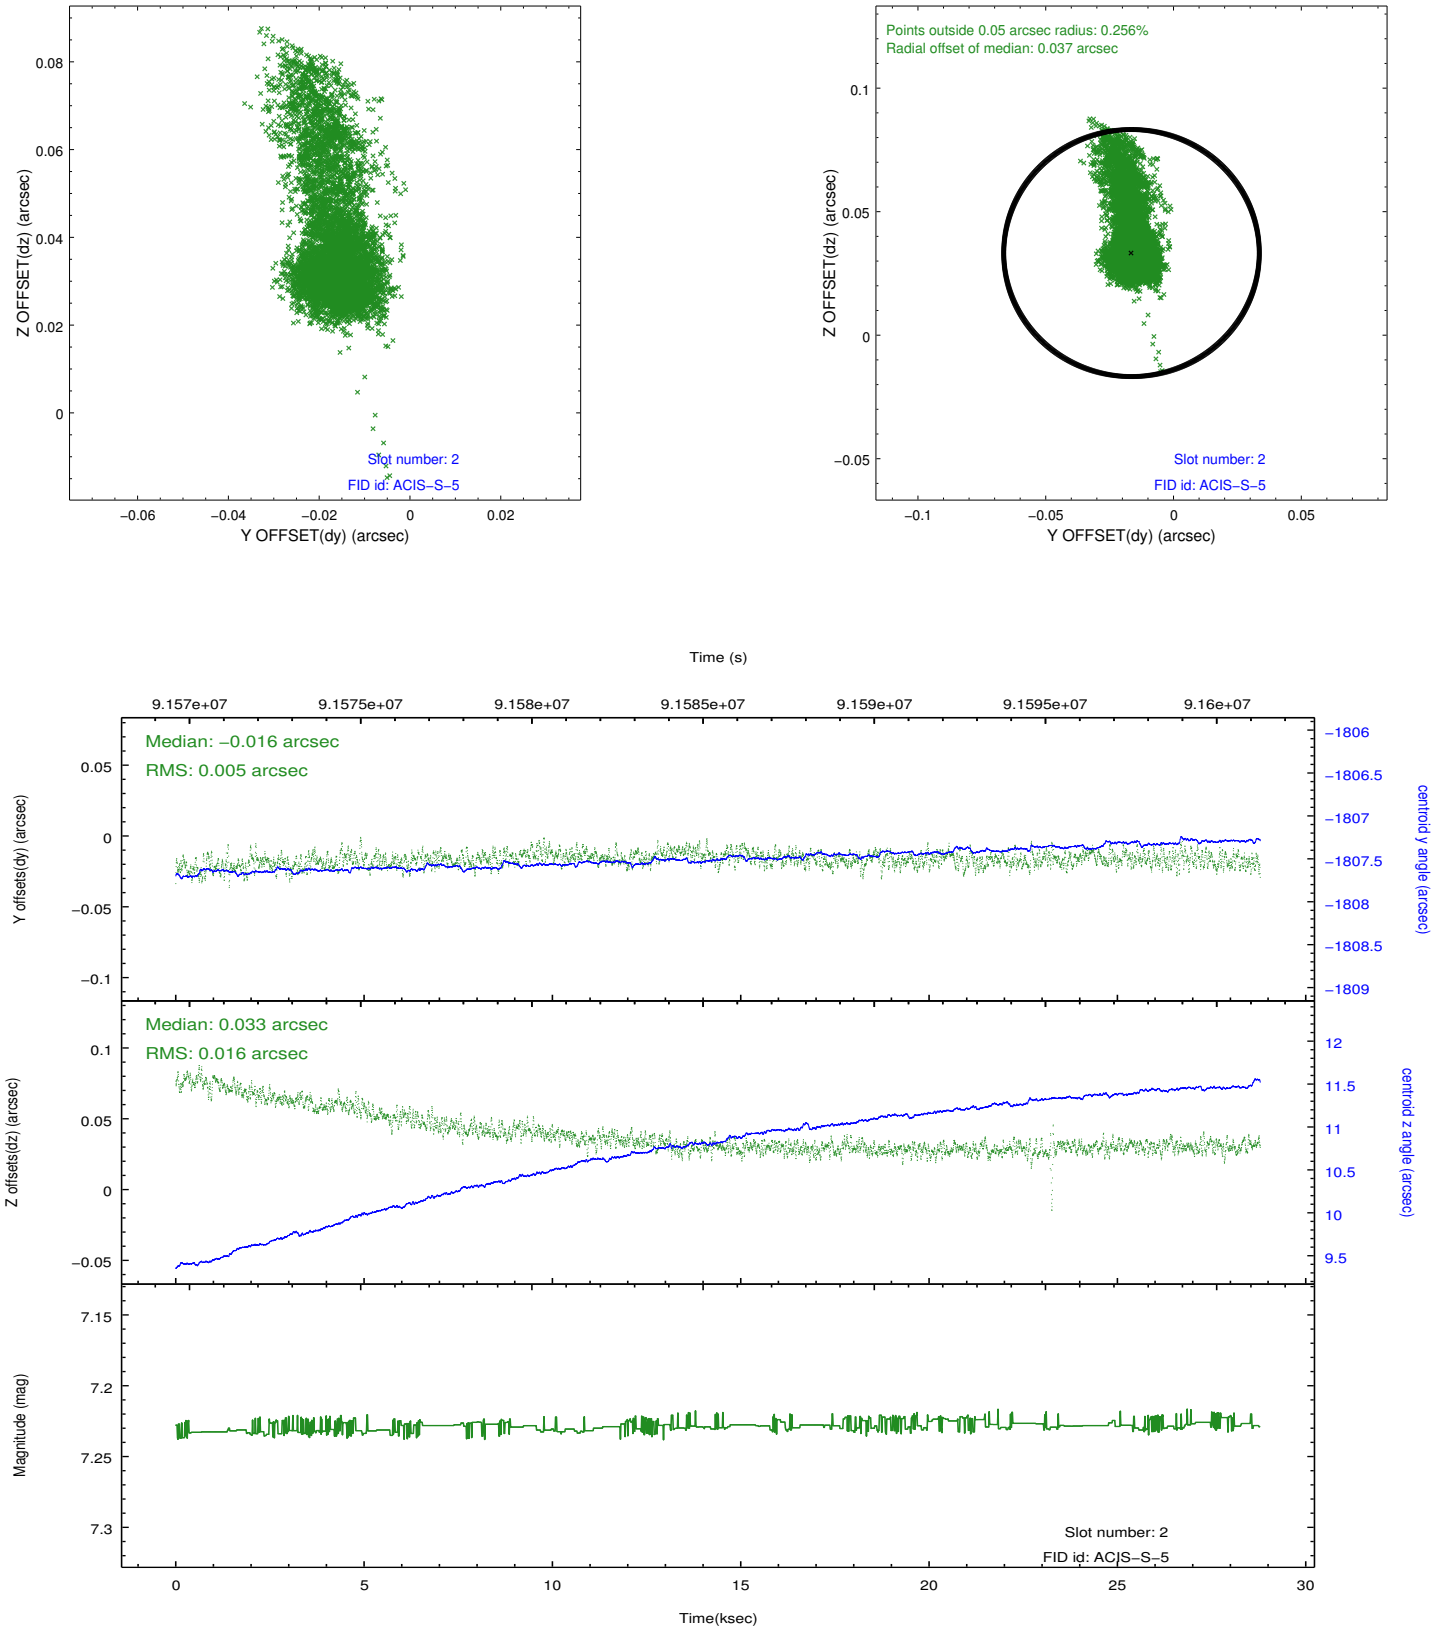 0.08
0.06
0.04
0.02
0
Z OFFSET(dz) (arcsec)
Slot number: 2
FID id: ACIS−S−5
−0.06
−0.04
−0.02
0
0.02
Y OFFSET(dy) (arcsec)
Points outside 0.05 arcsec radius: 0.256%
Radial offset of median: 0.037 arcsec
0.1
0.05
0
−0.05
Z OFFSET(dz) (arcsec)
Slot number: 2
FID id: ACIS−S−5
−0.1
−0.05
0
0.05
Y OFFSET(dy) (arcsec)
Time (s)
9.157e+07
9.1575e+07
9.158e+07
9.1585e+07
9.159e+07
9.1595e+07
9.16e+07
Median: −0.016 arcsec
RMS: 0.005 arcsec
0.05
0
−0.05
−0.1
Y offsets(dy) (arcsec)
−1806
−1806.5
−1807
−1807.5
−1808
−1808.5
−1809
centroid y angle (arcsec)
Median: 0.033 arcsec
RMS: 0.016 arcsec
0.1
0.05
0
−0.05
Z offsets(dz) (arcsec)
12
11.5
11
10.5
10
9.5
centroid z angle (arcsec)
7.15
7.2
7.25
7.3
Magnitude (mag)
Slot number: 2
FID id: ACIS−S−5
0
5
10
15
20
25
30
Time(ksec)